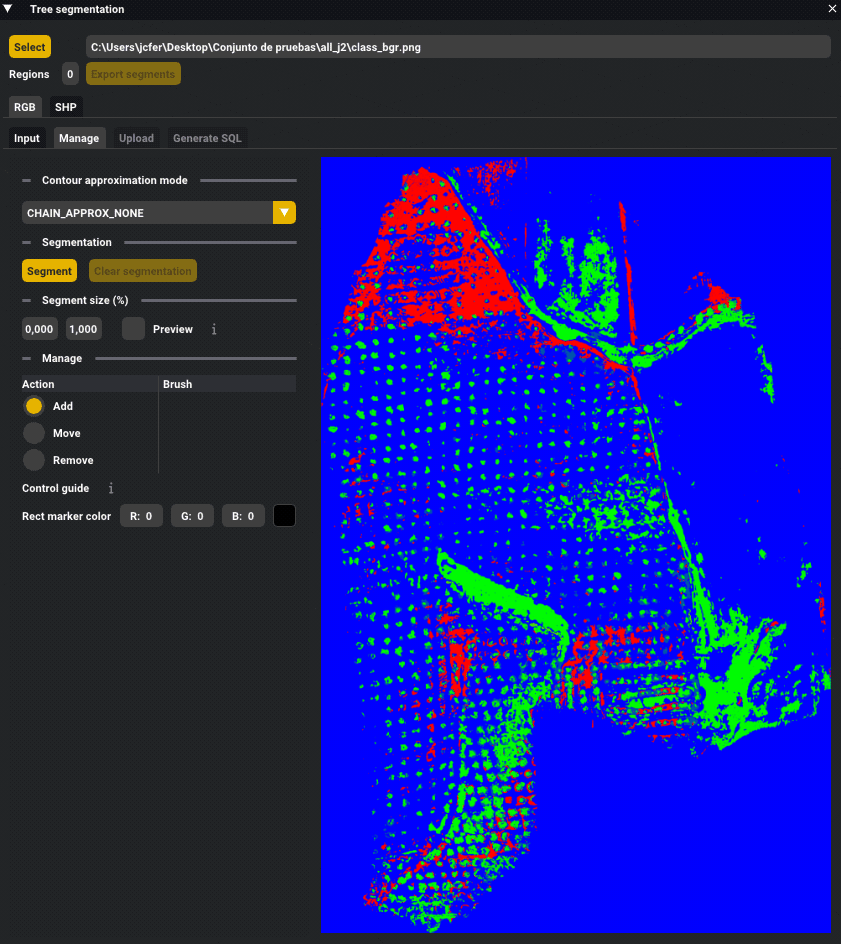 Tree segmentation
Select C:\Users\jcfer\Desktop\Conjunto de pruebas\all_j2\class_bgr.png
Regions 0 Export segments
RGB SHP
Input Manage Upload Generate SQL
Contour approximation mode
CHAIN_APPROX_NONE
Segmentation
Segment Clear segmentation
Segment size (%)
0,000 1,000 Preview i
Manage
Action Brush
Add
Move
Remove
Control guide i
Rect marker color R: 0 G: 0 B: 0